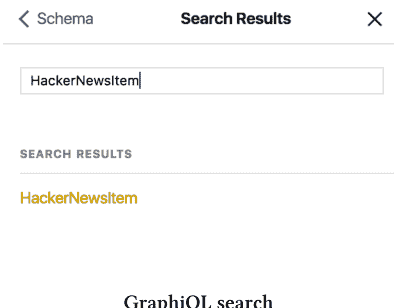 Schema
Search Results
HackerNewsItem
SEARCH RESULTS
HackerNewsItem
GraphiQL search